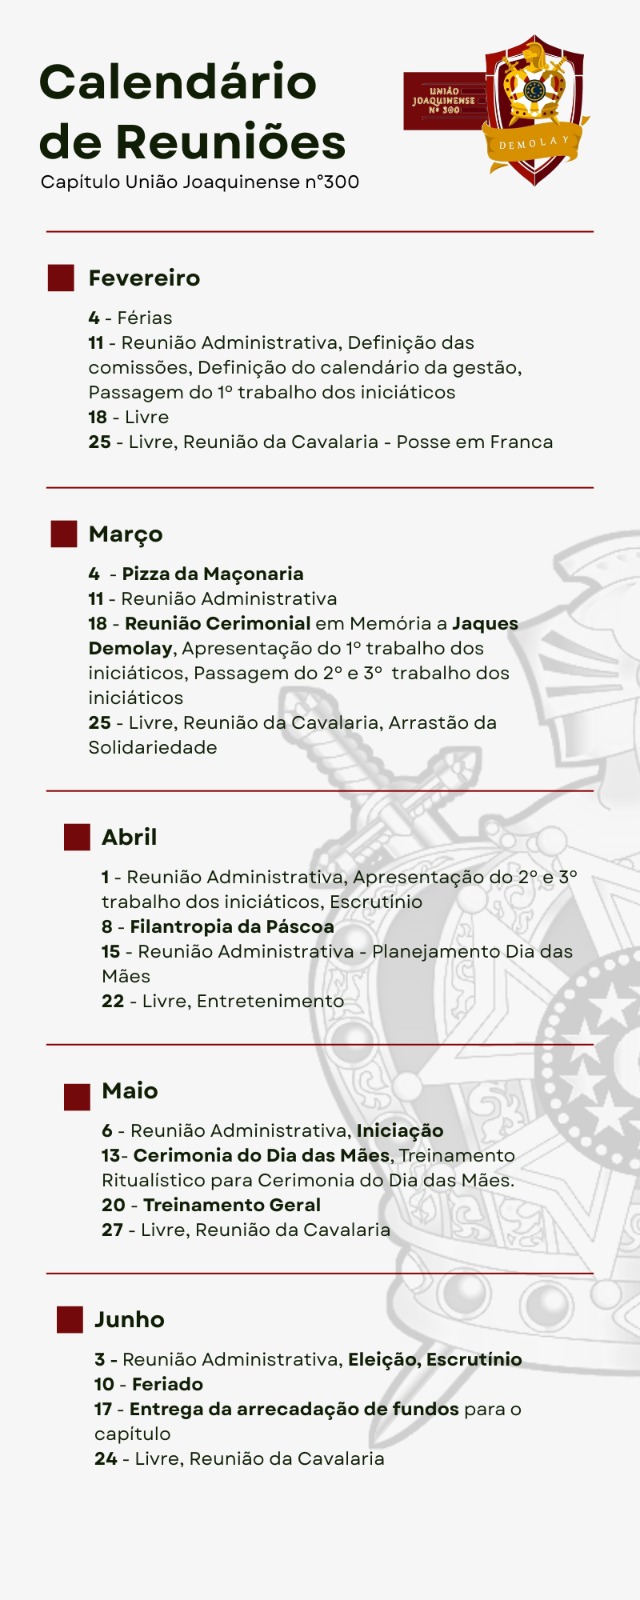 Calendário
de Reuniões
Capítulo União Joaquinense n°300
UNIÃO
JOAQUINENSE
Nº 300
DEMOLAY
Fevereiro
4 - Férias
11 - Reunião Administrativa, Definição das
comissões, Definição do calendário da gestão,
Passagem do 1º trabalho dos iniciáticos
18 - Livre
25 - Livre, Reunião da Cavalaria - Posse em Franca
Março
4 - Pizza da Maçonaria
11 - Reunião Administrativa
18 - Reunião Cerimonial em Memória a Jaques
Demolay, Apresentação do 1º trabalho dos
iniciáticos, Passagem do 2º e 3º trabalho dos
iniciáticos
25 - Livre, Reunião da Cavalaria, Arrastão da
Solidariedade
Abril
1 - Reunião Administrativa, Apresentação do 2º e 3º
trabalho dos iniciáticos, Escrutínio
8 - Filantropia da Páscoa
15 - Reunião Administrativa - Planejamento Dia das
Mães
22 - Livre, Entretenimento
Maio
6 - Reunião Administrativa, Iniciação
13- Cerimonia do Dia das Mães, Treinamento
Ritualístico para Cerimonia do Dia das Mães.
20 - Treinamento Geral
27 - Livre, Reunião da Cavalaria
Junho
3 - Reunião Administrativa, Eleição, Escrutínio
10 - Feriado
17 - Entrega da arrecadação de fundos para o
capítulo
24 - Livre, Reunião da Cavalaria